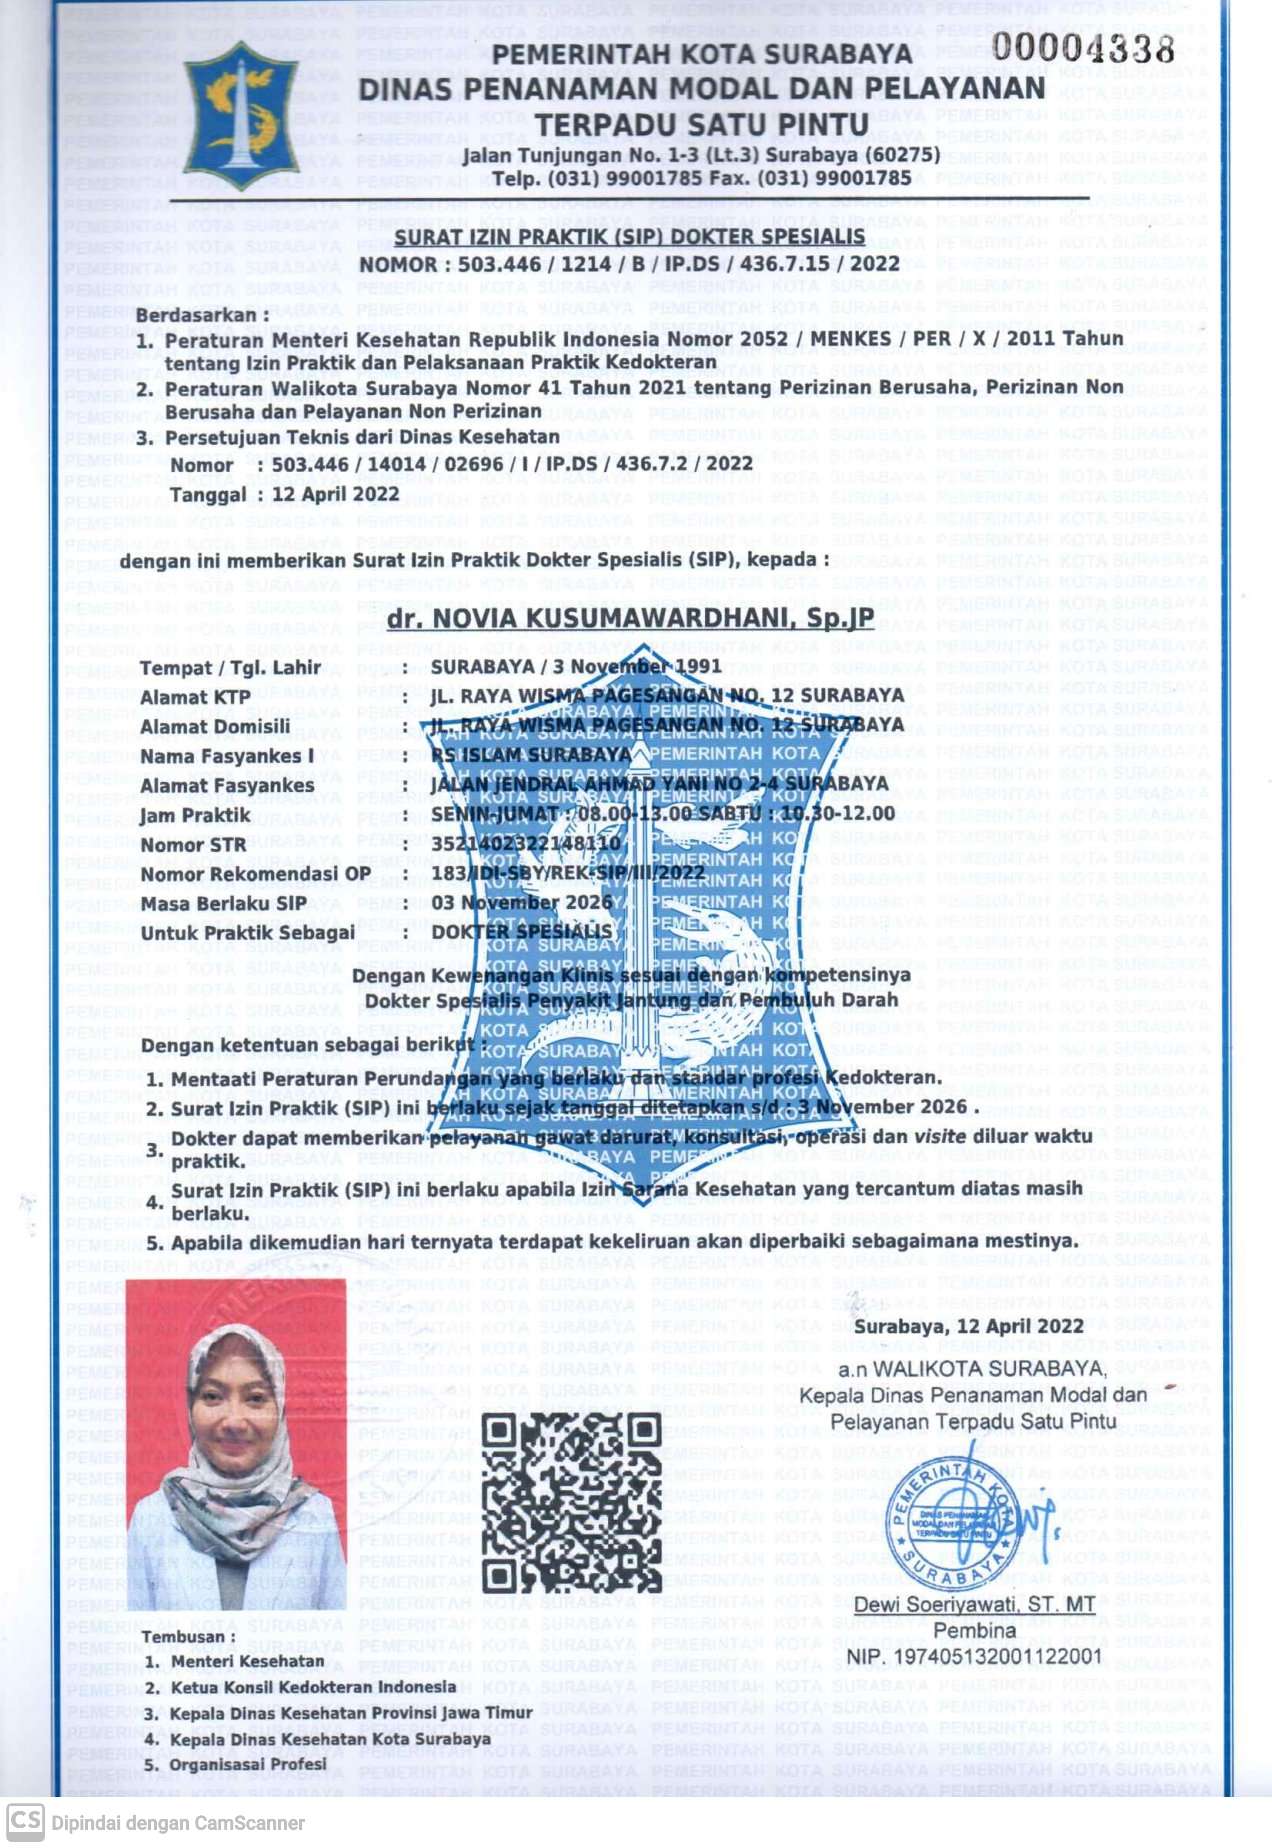 00004338
PEMERINTAH KOTA SURABAYA
DINAS PENANAMAN MODAL DAN PELAYANAN
TERPADU SATU PINTU
Jalan Tunjungan No. 1-3 (Lt.3) Surabaya (60275)
Telp. (031) 99001785 Fax. (031) 99001785
SURAT IZIN PRAKTIK (SIP) DOKTER SPESIALIS
NOMOR : 503.446 / 1214 / B / IP.DS / 436.7.15 / 2022
Berdasarkan :
1. Peraturan Menteri Kesehatan Republik Indonesia Nomor 2052 / MENKES / PER / X / 2011 Tahun
tentang Izin Praktik dan Pelaksanaan Praktik Kedokteran
2. Peraturan Walikota Surabaya Nomor 41 Tahun 2021 tentang Perizinan Berusaha, Perizinan Non
Berusaha dan Pelayanan Non Perizinan
3. Persetujuan Teknis dari Dinas Kesehatan
Nomor : 503.446 / 14014 / 02696 / I / IP.DS / 436.7.2 / 2022
Tanggal : 12 April 2022
dengan ini memberikan Surat Izin Praktik Dokter Spesialis (SIP), kepada :
dr. NOVIA KUSUMAWARDHANI, Sp.JP
Tempat / Tgl. Lahir : SURABAYA / 3 November 1991
Alamat KTP : JL. RAYA WISMA PAGESANGAN NO. 12 SURABAYA
Alamat Domisili : JL. RAYA WISMA PAGESANGAN NO. 12 SURABAYA
Nama Fasyankes I : RS ISLAM SURABAYA
Alamat Fasyankes : JALAN JENDRAL AHMAD YANI NO 2-4 SURABAYA
Jam Praktik : SENIN-JUMAT : 08.00-13.00 SABTU : 10.30-12.00
Nomor STR : 3521402322148110
Nomor Rekomendasi OP : 183/IDI-SBY/REK-SIP/III/2022
Masa Berlaku SIP : 03 November 2026
Untuk Praktik Sebagai : DOKTER SPESIALIS
Dengan Kewenangan Klinis sesuai dengan kompetensinya
Dokter Spesialis Penyakit Jantung dan Pembuluh Darah
Dengan ketentuan sebagai berikut :
1. Mentaati Peraturan Perundangan yang berlaku dan standar profesi Kedokteran.
2. Surat Izin Praktik (SIP) ini berlaku sejak tanggal ditetapkan s/d  3 November 2026 .
3. Dokter dapat memberikan pelayanan gawat darurat, konsultasi, operasi dan visite diluar waktu
praktik.
4. Surat Izin Praktik (SIP) ini berlaku apabila Izin Sarana Kesehatan yang tercantum diatas masih
berlaku.
5. Apabila dikemudian hari ternyata terdapat kekeliruan akan diperbaiki sebagaimana mestinya.
Surabaya, 12 April 2022
a.n WALIKOTA SURABAYA,
Kepala Dinas Penanaman Modal dan
Pelayanan Terpadu Satu Pintu
PEMERINTAH KOTA
DINAS PENANAMAN
MODAL DAN PELAYANAN
TERPADU SATU PINTU
SURABAYA
Dewi Soeriyawati, ST. MT
Pembina
NIP. 197405132001122001
Tembusan :
1. Menteri Kesehatan
2. Ketua Konsil Kedokteran Indonesia
3. Kepala Dinas Kesehatan Provinsi Jawa Timur
4. Kepala Dinas Kesehatan Kota Surabaya
5. Organisasai Profesi
CS Dipindai dengan CamScanner